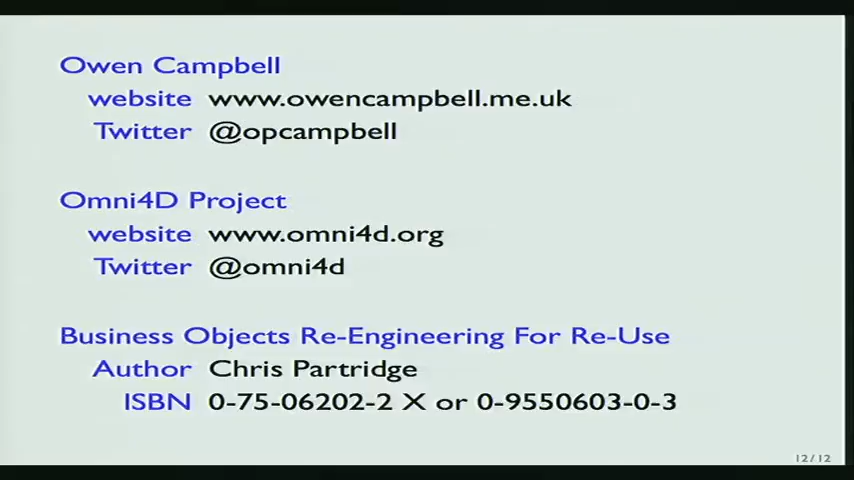 Owen Campbell
website www.owencampbell.me.uk
Twitter @opcampbell
Omni4D Project
website www.omni4d.org
Twitter @omni4d
Business Objects Re-Engineering For Re-Use
Author Chris Partridge
ISBN 0-75-06202-2 X or 0-9550603-0-3
12/12